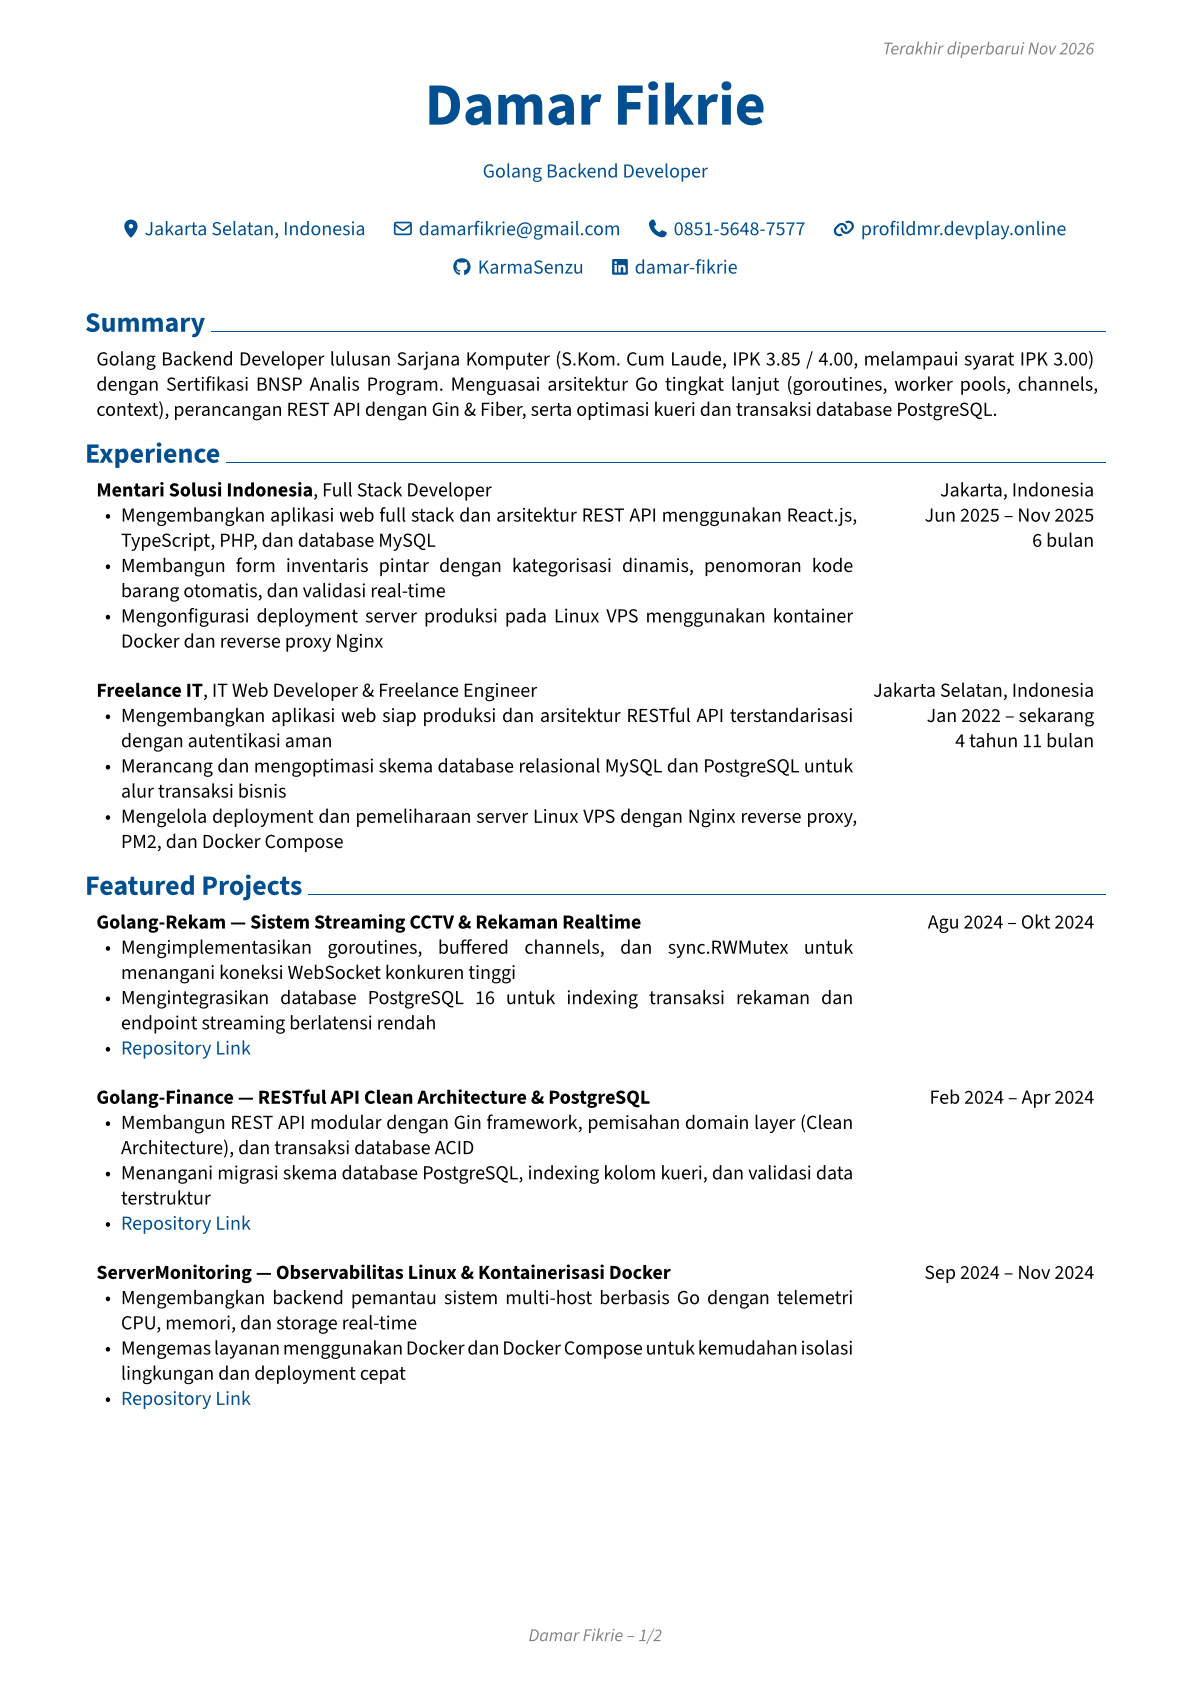 Terakhir diperbarui Nov 2026
Damar Fikrie
Golang Backend Developer
Jakarta Selatan, Indonesia damarfikrie@gmail.com 0851-5648-7577 profildmr.devplay.online
KarmaSenzu damar-fikrie
Summary
Golang Backend Developer lulusan Sarjana Komputer (S.Kom. Cum Laude, IPK 3.85 / 4.00, melampaui syarat IPK 3.00)
dengan Sertifikasi BNSP Analis Program. Menguasai arsitektur Go tingkat lanjut (goroutines, worker pools, channels,
context), perancangan REST API dengan Gin & Fiber, serta optimasi kueri dan transaksi database PostgreSQL.
Experience
Mentari Solusi Indonesia, Full Stack Developer Jakarta, Indonesia
• Mengembangkan aplikasi web full stack dan arsitektur REST API menggunakan React.js, Jun 2025 – Nov 2025
TypeScript, PHP, dan database MySQL 6 bulan
• Membangun form inventaris pintar dengan kategorisasi dinamis, penomoran kode
barang otomatis, dan validasi real-time
• Mengonfigurasi deployment server produksi pada Linux VPS menggunakan kontainer
Docker dan reverse proxy Nginx
Freelance IT, IT Web Developer & Freelance Engineer Jakarta Selatan, Indonesia
• Mengembangkan aplikasi web siap produksi dan arsitektur RESTful API terstandarisasi Jan 2022 – sekarang
dengan autentikasi aman 4 tahun 11 bulan
• Merancang dan mengoptimasi skema database relasional MySQL dan PostgreSQL untuk
alur transaksi bisnis
• Mengelola deployment dan pemeliharaan server Linux VPS dengan Nginx reverse proxy,
PM2, dan Docker Compose
Featured Projects
Golang-Rekam — Sistem Streaming CCTV & Rekaman Realtime Agu 2024 – Okt 2024
• Mengimplementasikan goroutines, buffered channels, dan sync.RWMutex untuk
menangani koneksi WebSocket konkuren tinggi
• Mengintegrasikan database PostgreSQL 16 untuk indexing transaksi rekaman dan
endpoint streaming berlatensi rendah
• Repository Link
Golang-Finance — RESTful API Clean Architecture & PostgreSQL Feb 2024 – Apr 2024
• Membangun REST API modular dengan Gin framework, pemisahan domain layer (Clean
Architecture), dan transaksi database ACID
• Menangani migrasi skema database PostgreSQL, indexing kolom kueri, dan validasi data
terstruktur
• Repository Link
ServerMonitoring — Observabilitas Linux & Kontainerisasi Docker Sep 2024 – Nov 2024
• Mengembangkan backend pemantau sistem multi-host berbasis Go dengan telemetri
CPU, memori, dan storage real-time
• Mengemas layanan menggunakan Docker dan Docker Compose untuk kemudahan isolasi
lingkungan dan deployment cepat
• Repository Link
Damar Fikrie – 1/2